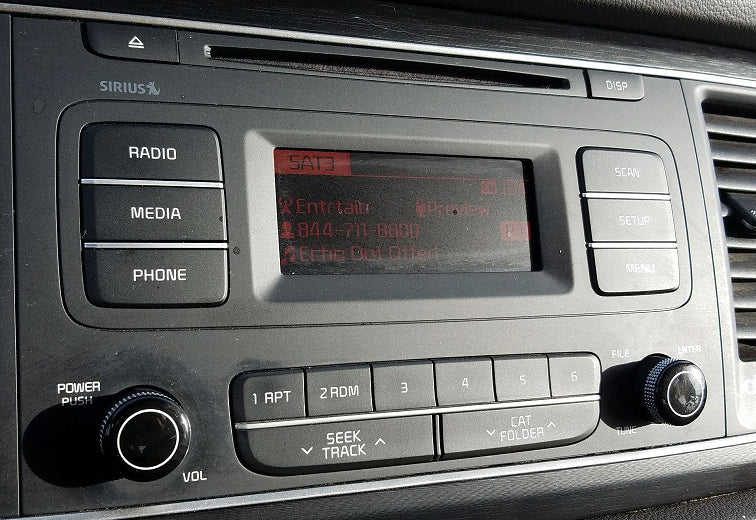 SIRIUS
DISP
RADIO
MEDIA
PHONE
SAT3
Entrtain Preview
844-711-8800
Echo Dot Offer
SCAN
SETUP
MENU
POWER
PUSH
VOL
1 RPT
2 RDM
3
4
5
6
SEEK
TRACK
CAT
FOLDER
FILE
ENTER
TUNE